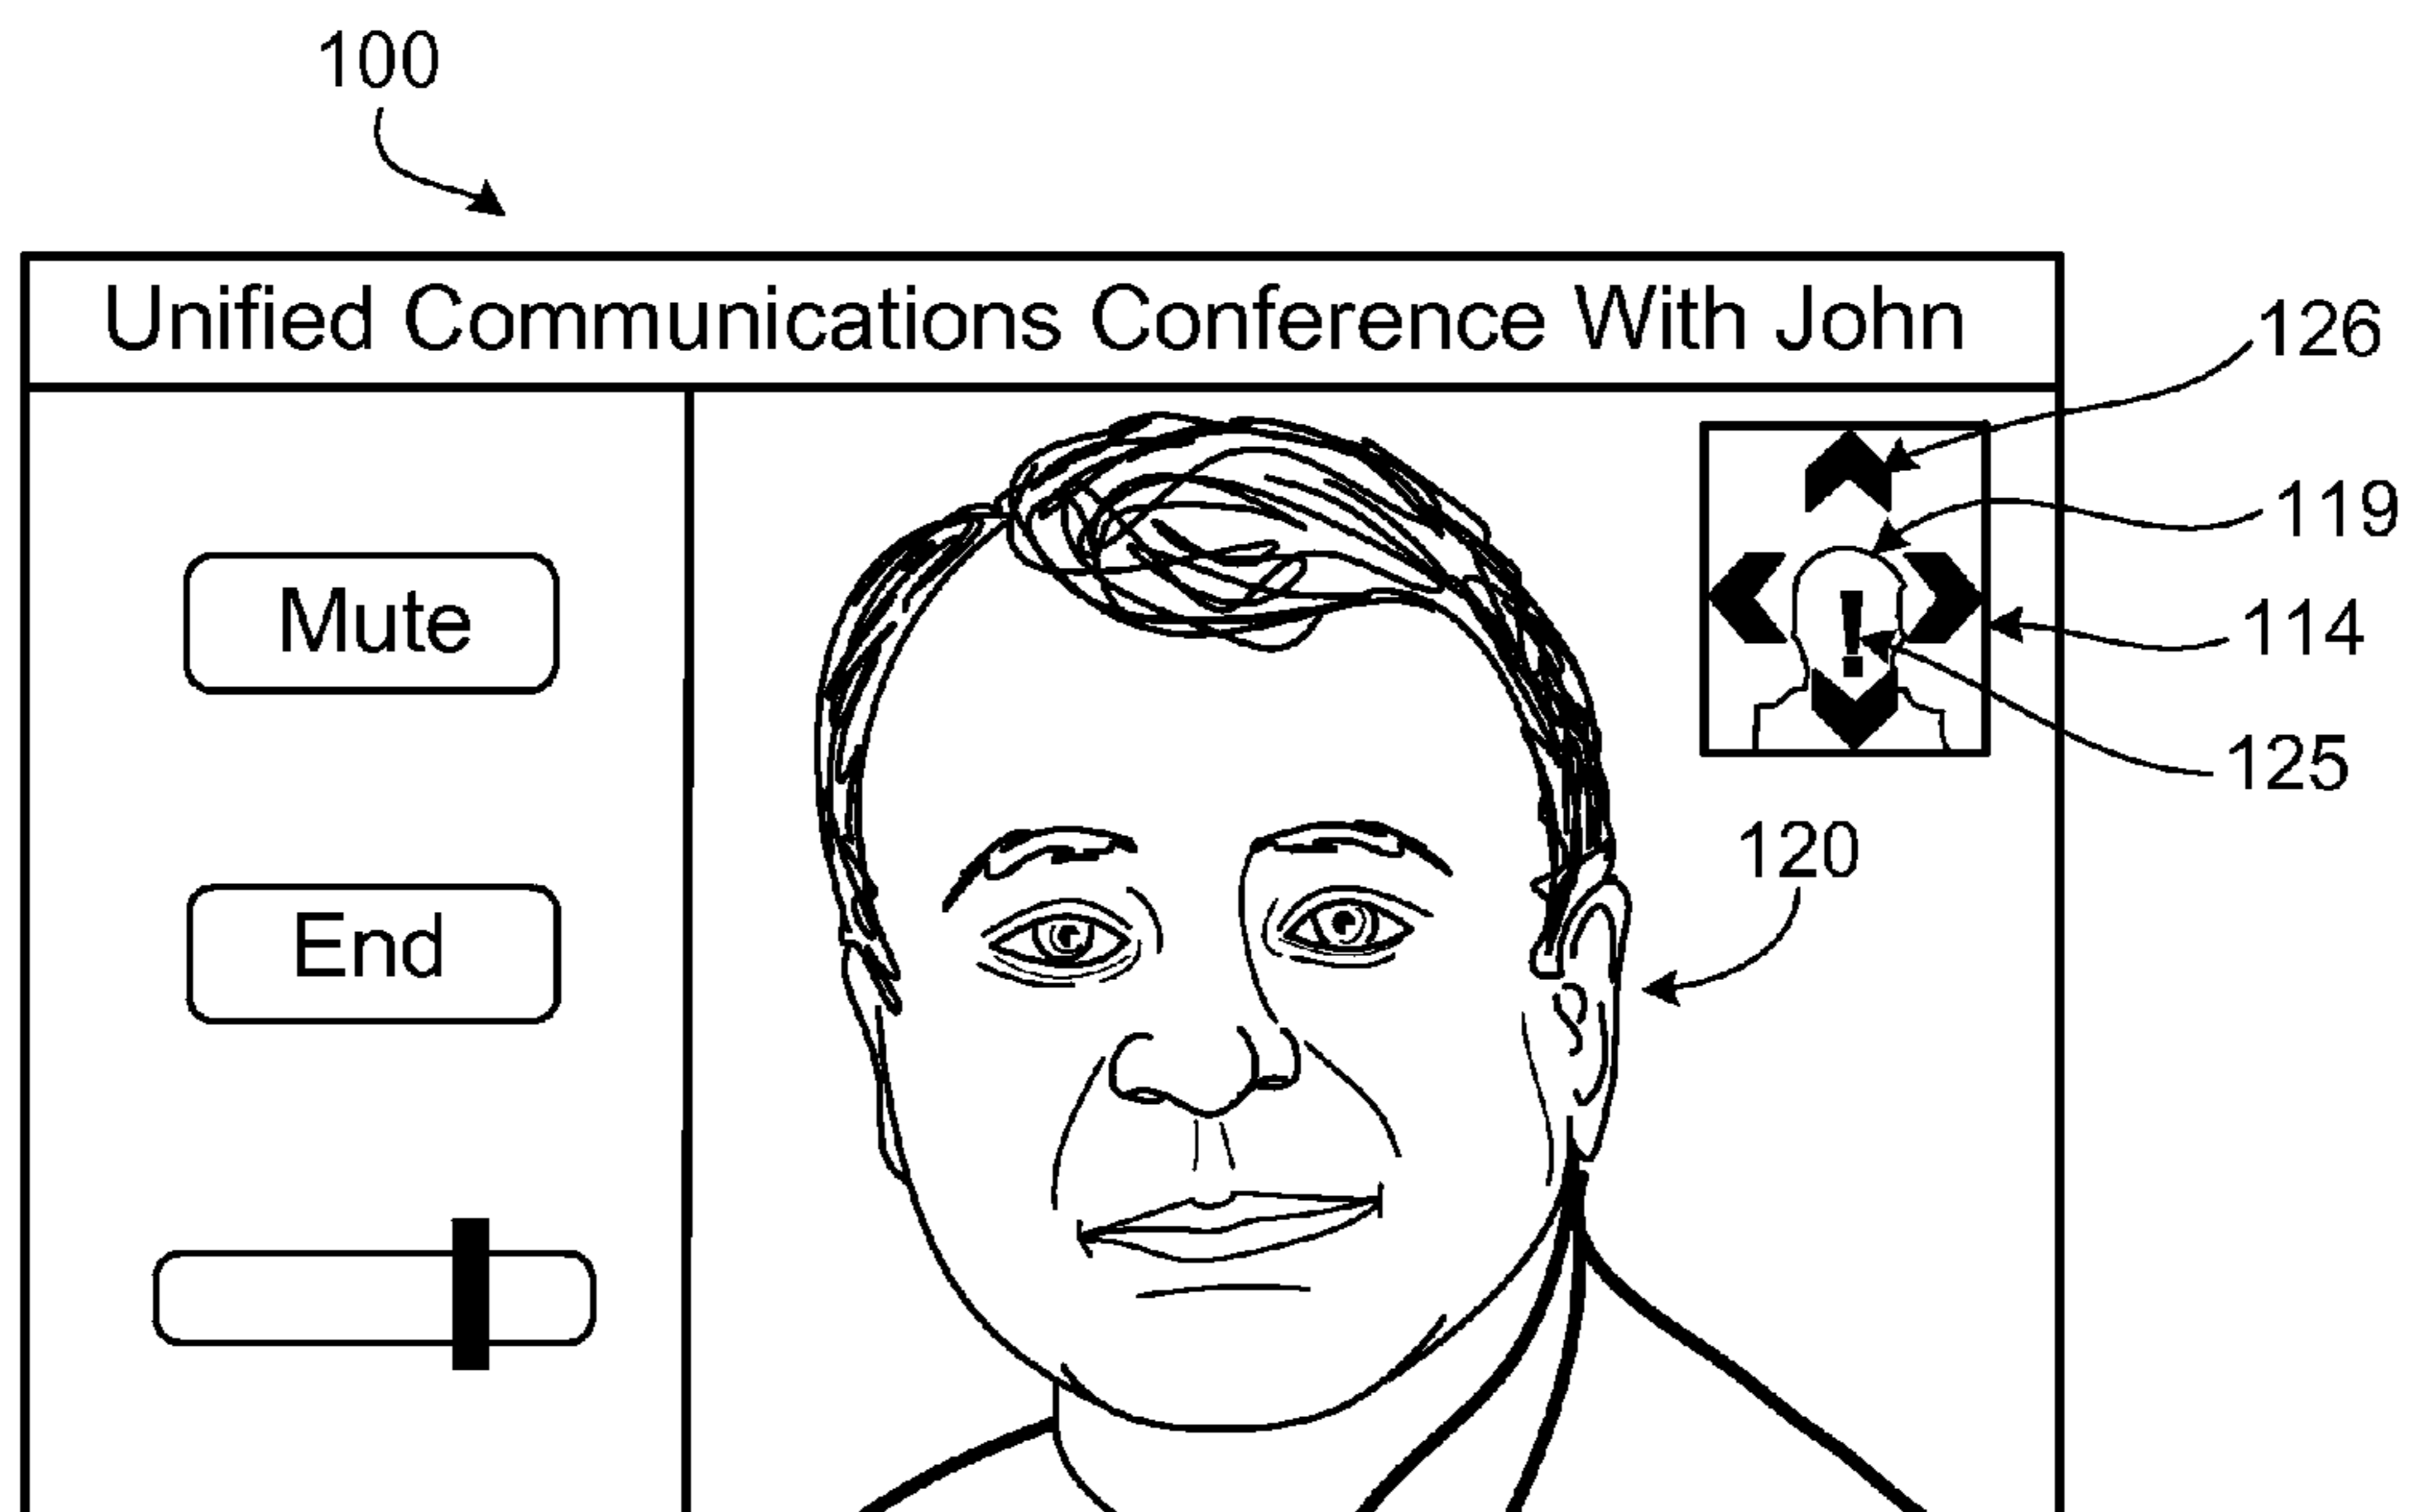 100
Unified Communications Conference With John
126
119
Mute
!
114
125
120
End